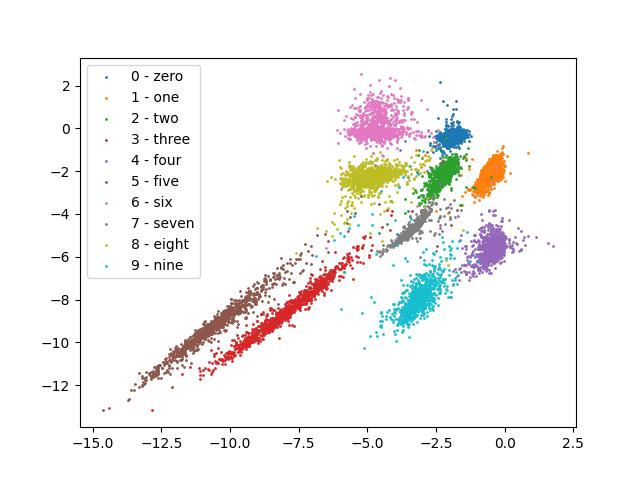 0 - zero
1 - one
2 - two
3 - three
4 - four
5 - five
6 - six
7 - seven
8 - eight
9 - nine
2
0
−2
−4
−6
−8
−10
−12
−15.0 −12.5 −10.0 −7.5 −5.0 −2.5 0.0 2.5